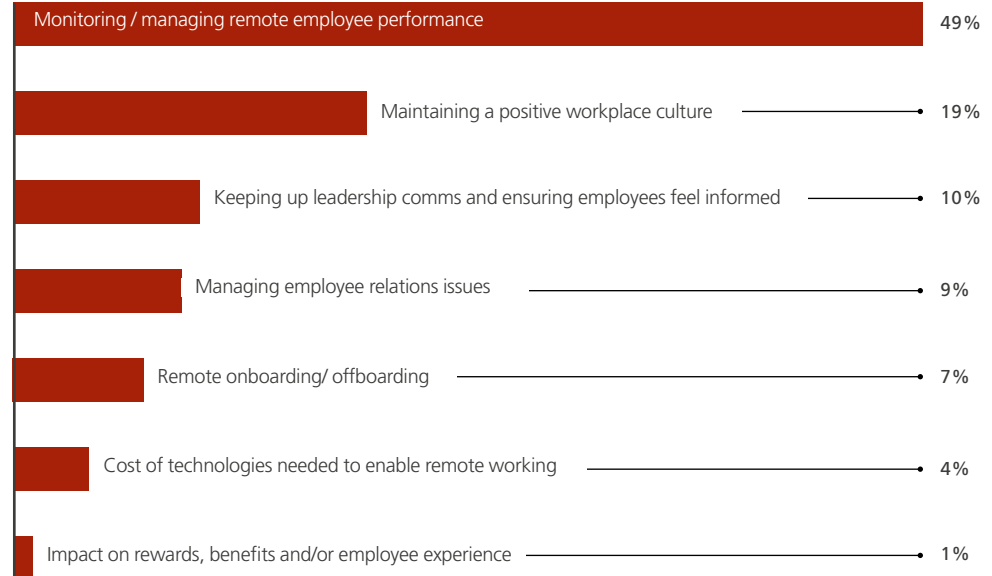 Monitoring / managing remote employee performance 49%
Maintaining a positive workplace culture 19%
Keeping up leadership comms and ensuring employees feel informed 10%
Managing employee relations issues 9%
Remote onboarding/ offboarding 7%
Cost of technologies needed to enable remote working 4%
Impact on rewards, benefits and/or employee experience 1%